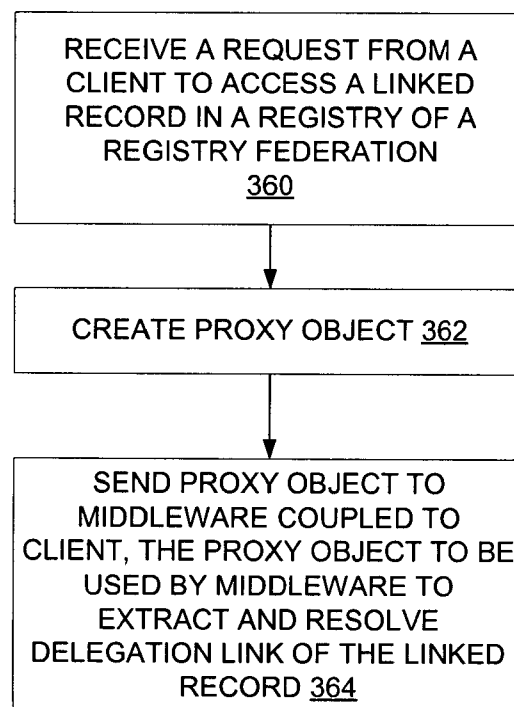 RECEIVE A REQUEST FROM A
CLIENT TO ACCESS A LINKED
RECORD IN A REGISTRY OF A
REGISTRY FEDERATION
360
CREATE PROXY OBJECT 362
SEND PROXY OBJECT TO
MIDDLEWARE COUPLED TO
CLIENT, THE PROXY OBJECT TO BE
USED BY MIDDLEWARE TO
EXTRACT AND RESOLVE
DELEGATION LINK OF THE LINKED
RECORD 364